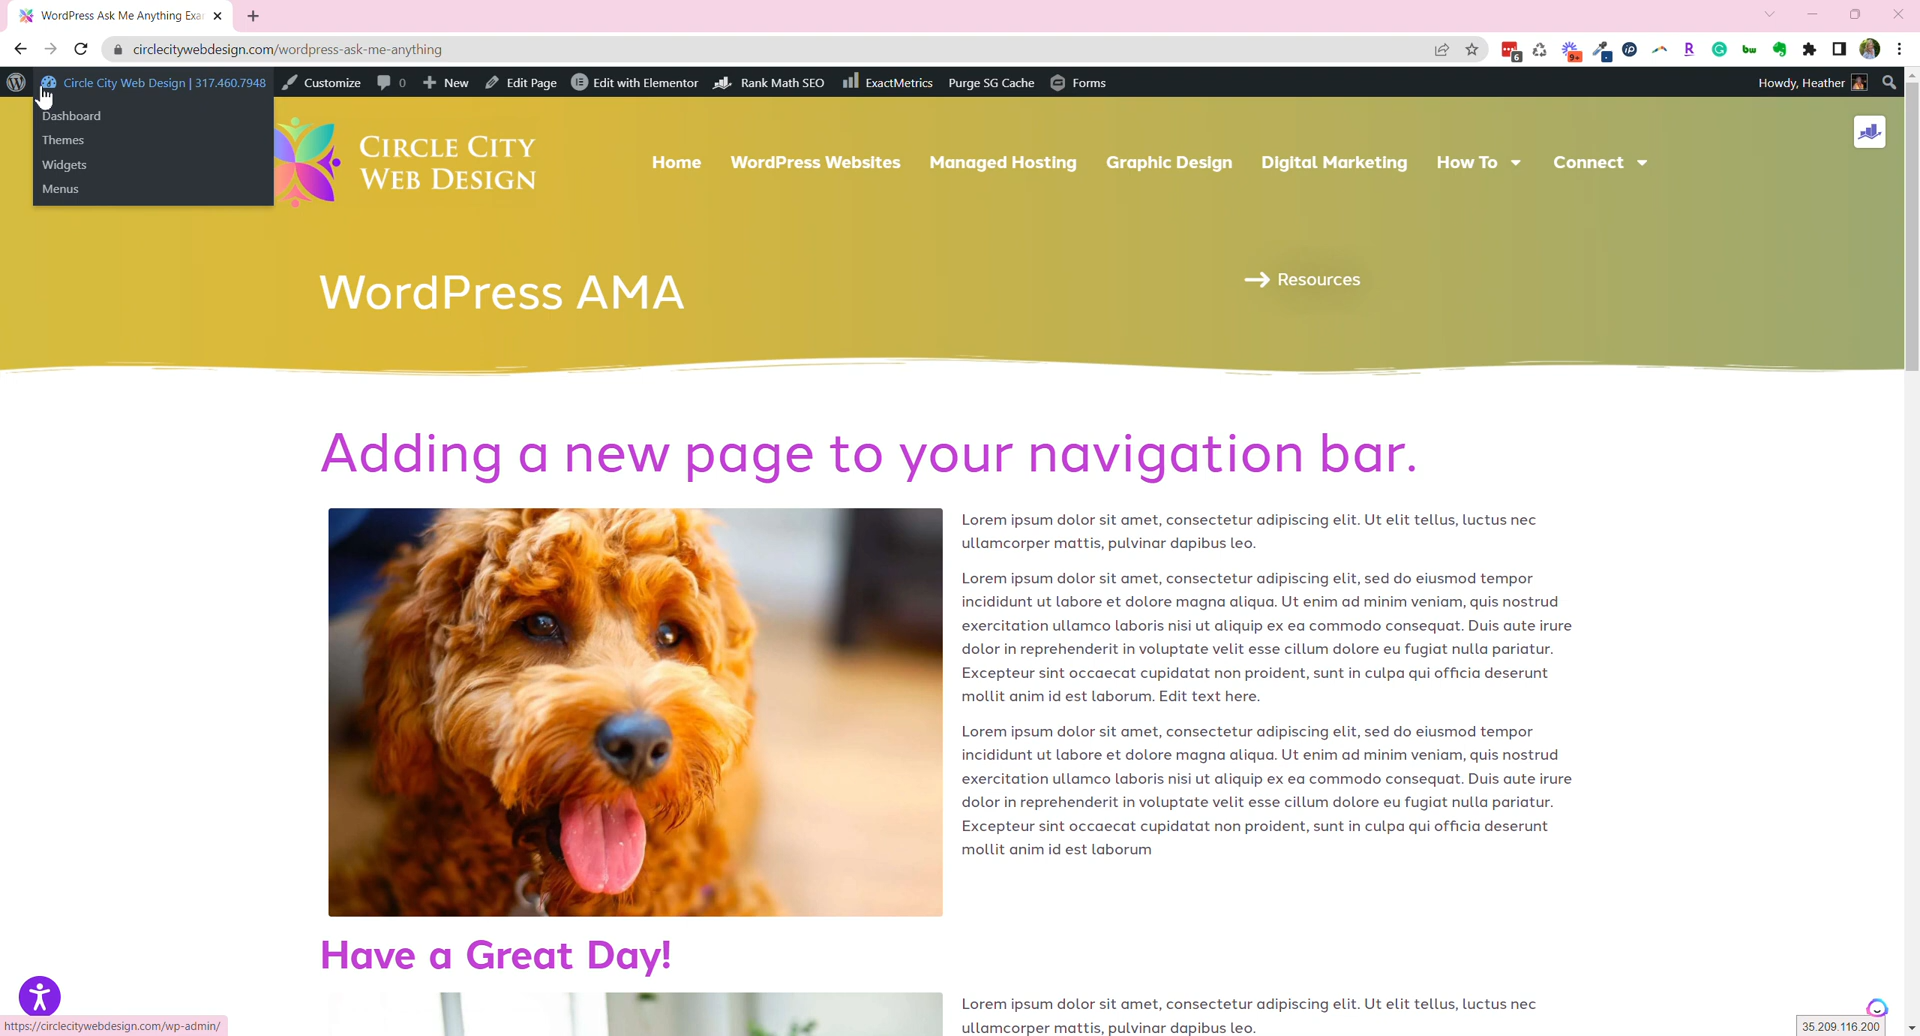 WordPress Ask Me Anything Exa
circlecitywebdesign.com/wordpress-ask-me-anything
6
9+
Circle City Web Design | 317.460.7948
Customize
0
New
Edit Page
Edit with Elementor
Rank Math SEO
ExactMetrics
Purge SG Cache
Forms
Howdy, Heather
Dashboard
Themes
Widgets
Menus
CIRCLE CITY
WEB DESIGN
Home
WordPress Websites
Managed Hosting
Graphic Design
Digital Marketing
How To
Connect
WordPress AMA
Resources
Adding a new page to your navigation bar.
Lorem ipsum dolor sit amet, consectetur adipiscing elit. Ut elit tellus, luctus nec
ullamcorper mattis, pulvinar dapibus leo.
Lorem ipsum dolor sit amet, consectetur adipiscing elit, sed do eiusmod tempor
incididunt ut labore et dolore magna aliqua. Ut enim ad minim veniam, quis nostrud
exercitation ullamco laboris nisi ut aliquip ex ea commodo consequat. Duis aute irure
dolor in reprehenderit in voluptate velit esse cillum dolore eu fugiat nulla pariatur.
Excepteur sint occaecat cupidatat non proident, sunt in culpa qui officia deserunt
mollit anim id est laborum. Edit text here.
Lorem ipsum dolor sit amet, consectetur adipiscing elit, sed do eiusmod tempor
incididunt ut labore et dolore magna aliqua. Ut enim ad minim veniam, quis nostrud
exercitation ullamco laboris nisi ut aliquip ex ea commodo consequat. Duis aute irure
dolor in reprehenderit in voluptate velit esse cillum dolore eu fugiat nulla pariatur.
Excepteur sint occaecat cupidatat non proident, sunt in culpa qui officia deserunt
mollit anim id est laborum
Have a Great Day!
Lorem ipsum dolor sit amet, consectetur adipiscing elit. Ut elit tellus, luctus nec
ullamcorper mattis, pulvinar dapibus leo.
https://circlecitywebdesign.com/wp-admin/
35.209.116.200